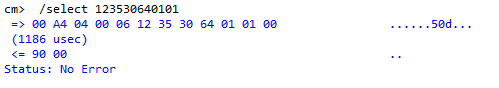 cm>  /select 123530640101
 => 00 A4 04 00 06 12 35 30 64 01 01 00                ......50d...
 (1186 usec)
 <= 90 00                                              ..
Status: No Error